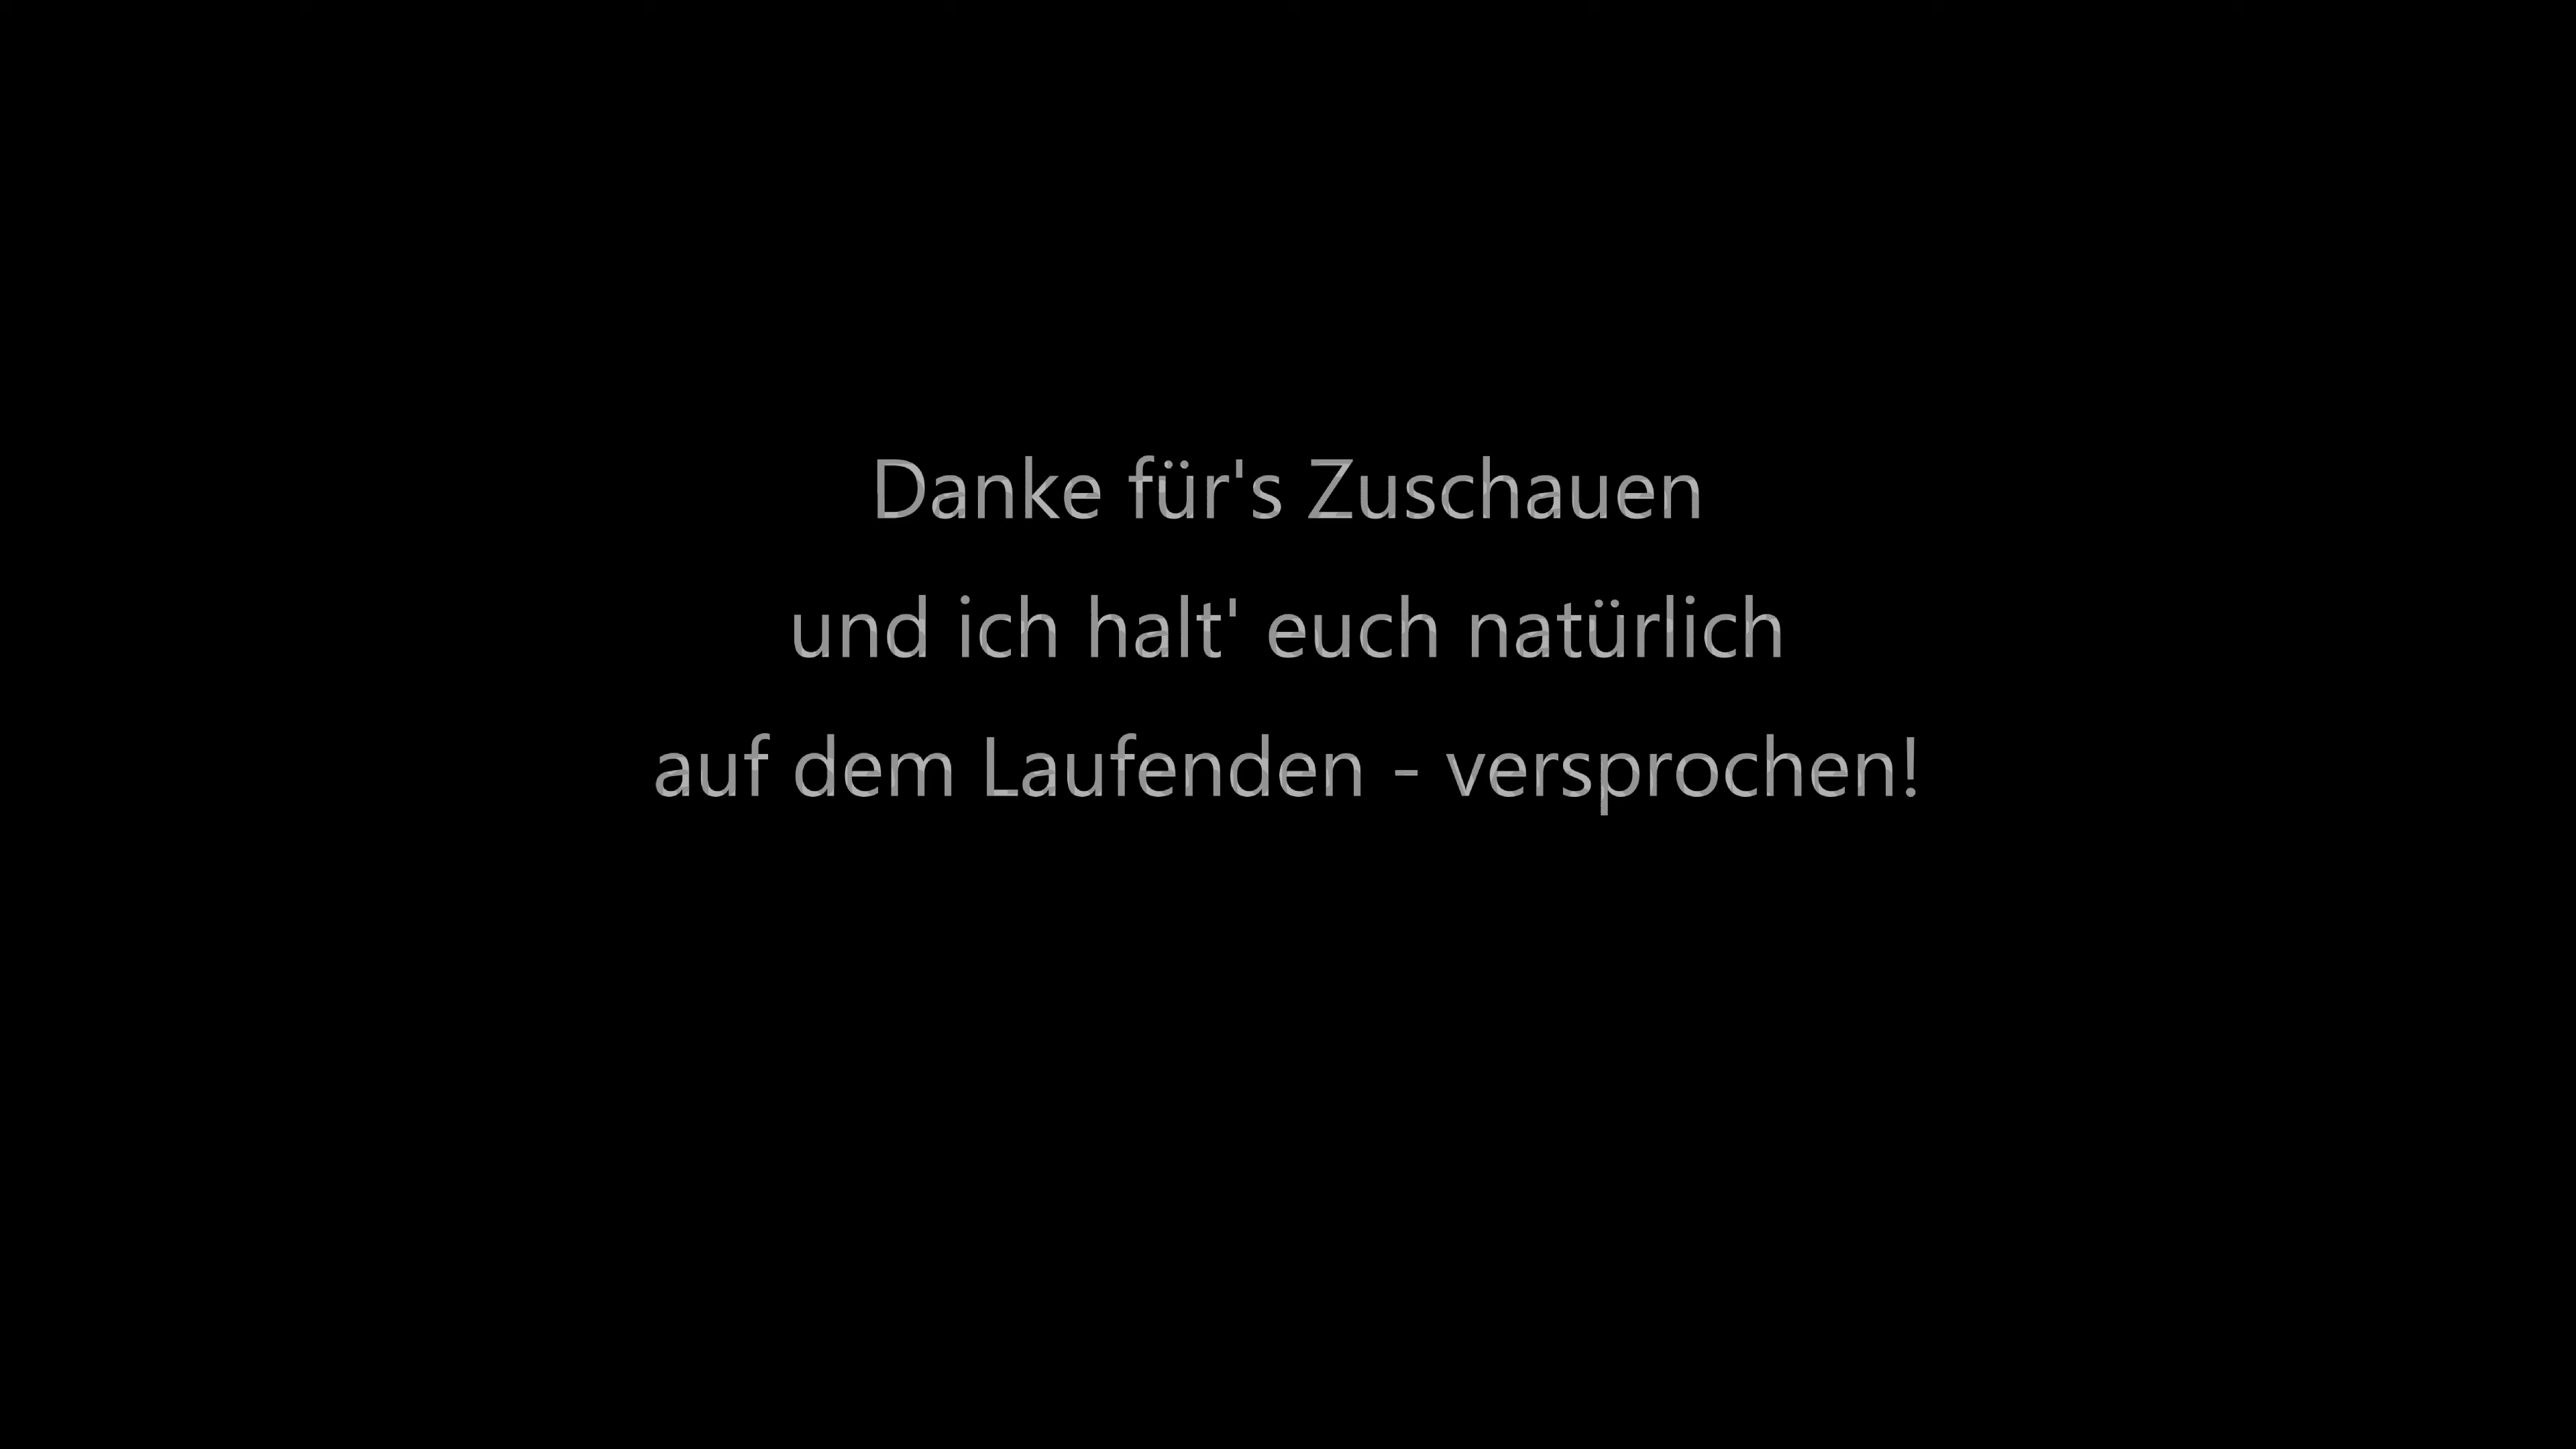 Danke für's Zuschauen
und ich halt' euch natürlich
auf dem Laufenden - versprochen!